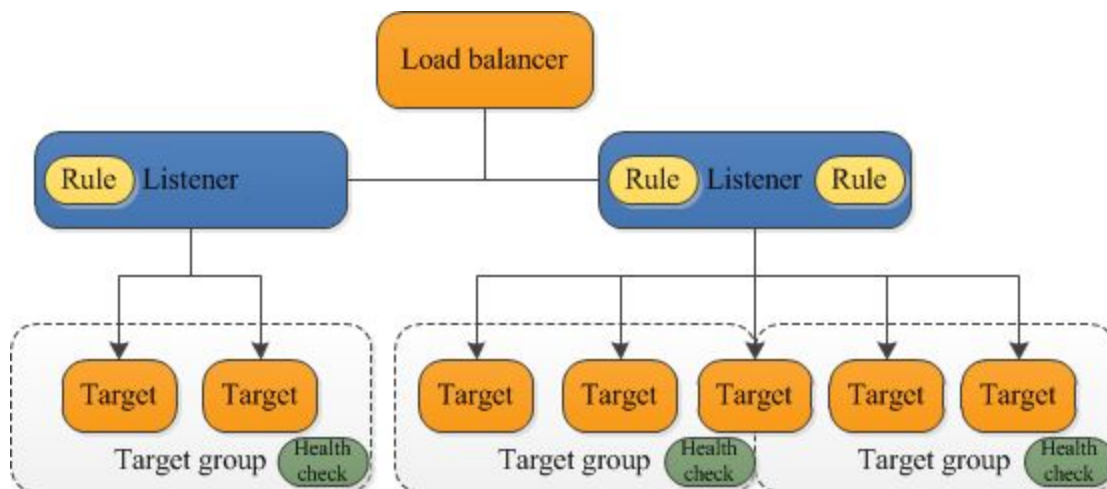 Load balancer
Rule Listener
Rule Listener Rule
Target Target
Target Target Target Target Target
Target group
Health
check
Target group
Health
check
Target group
Health
check